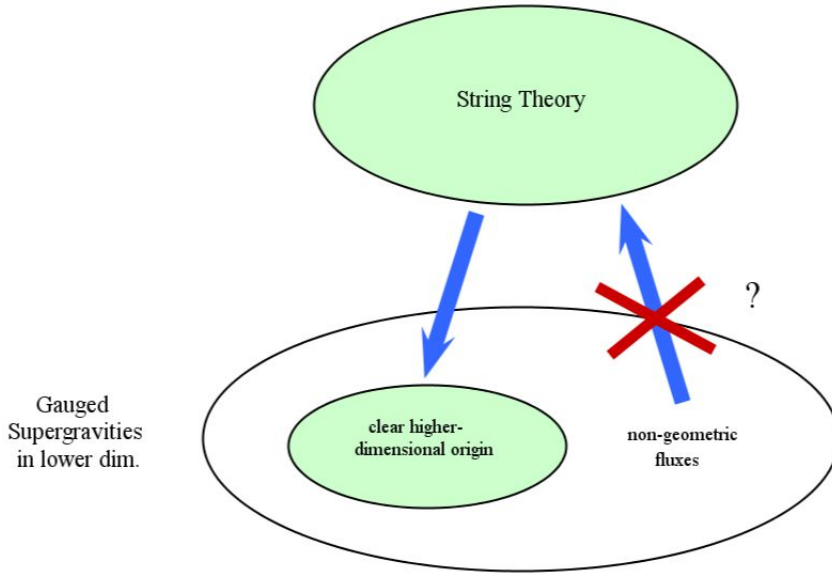 String Theory
?
Gauged
Supergravities
in lower dim.
clear higher-
dimensional origin
non-geometric
fluxes